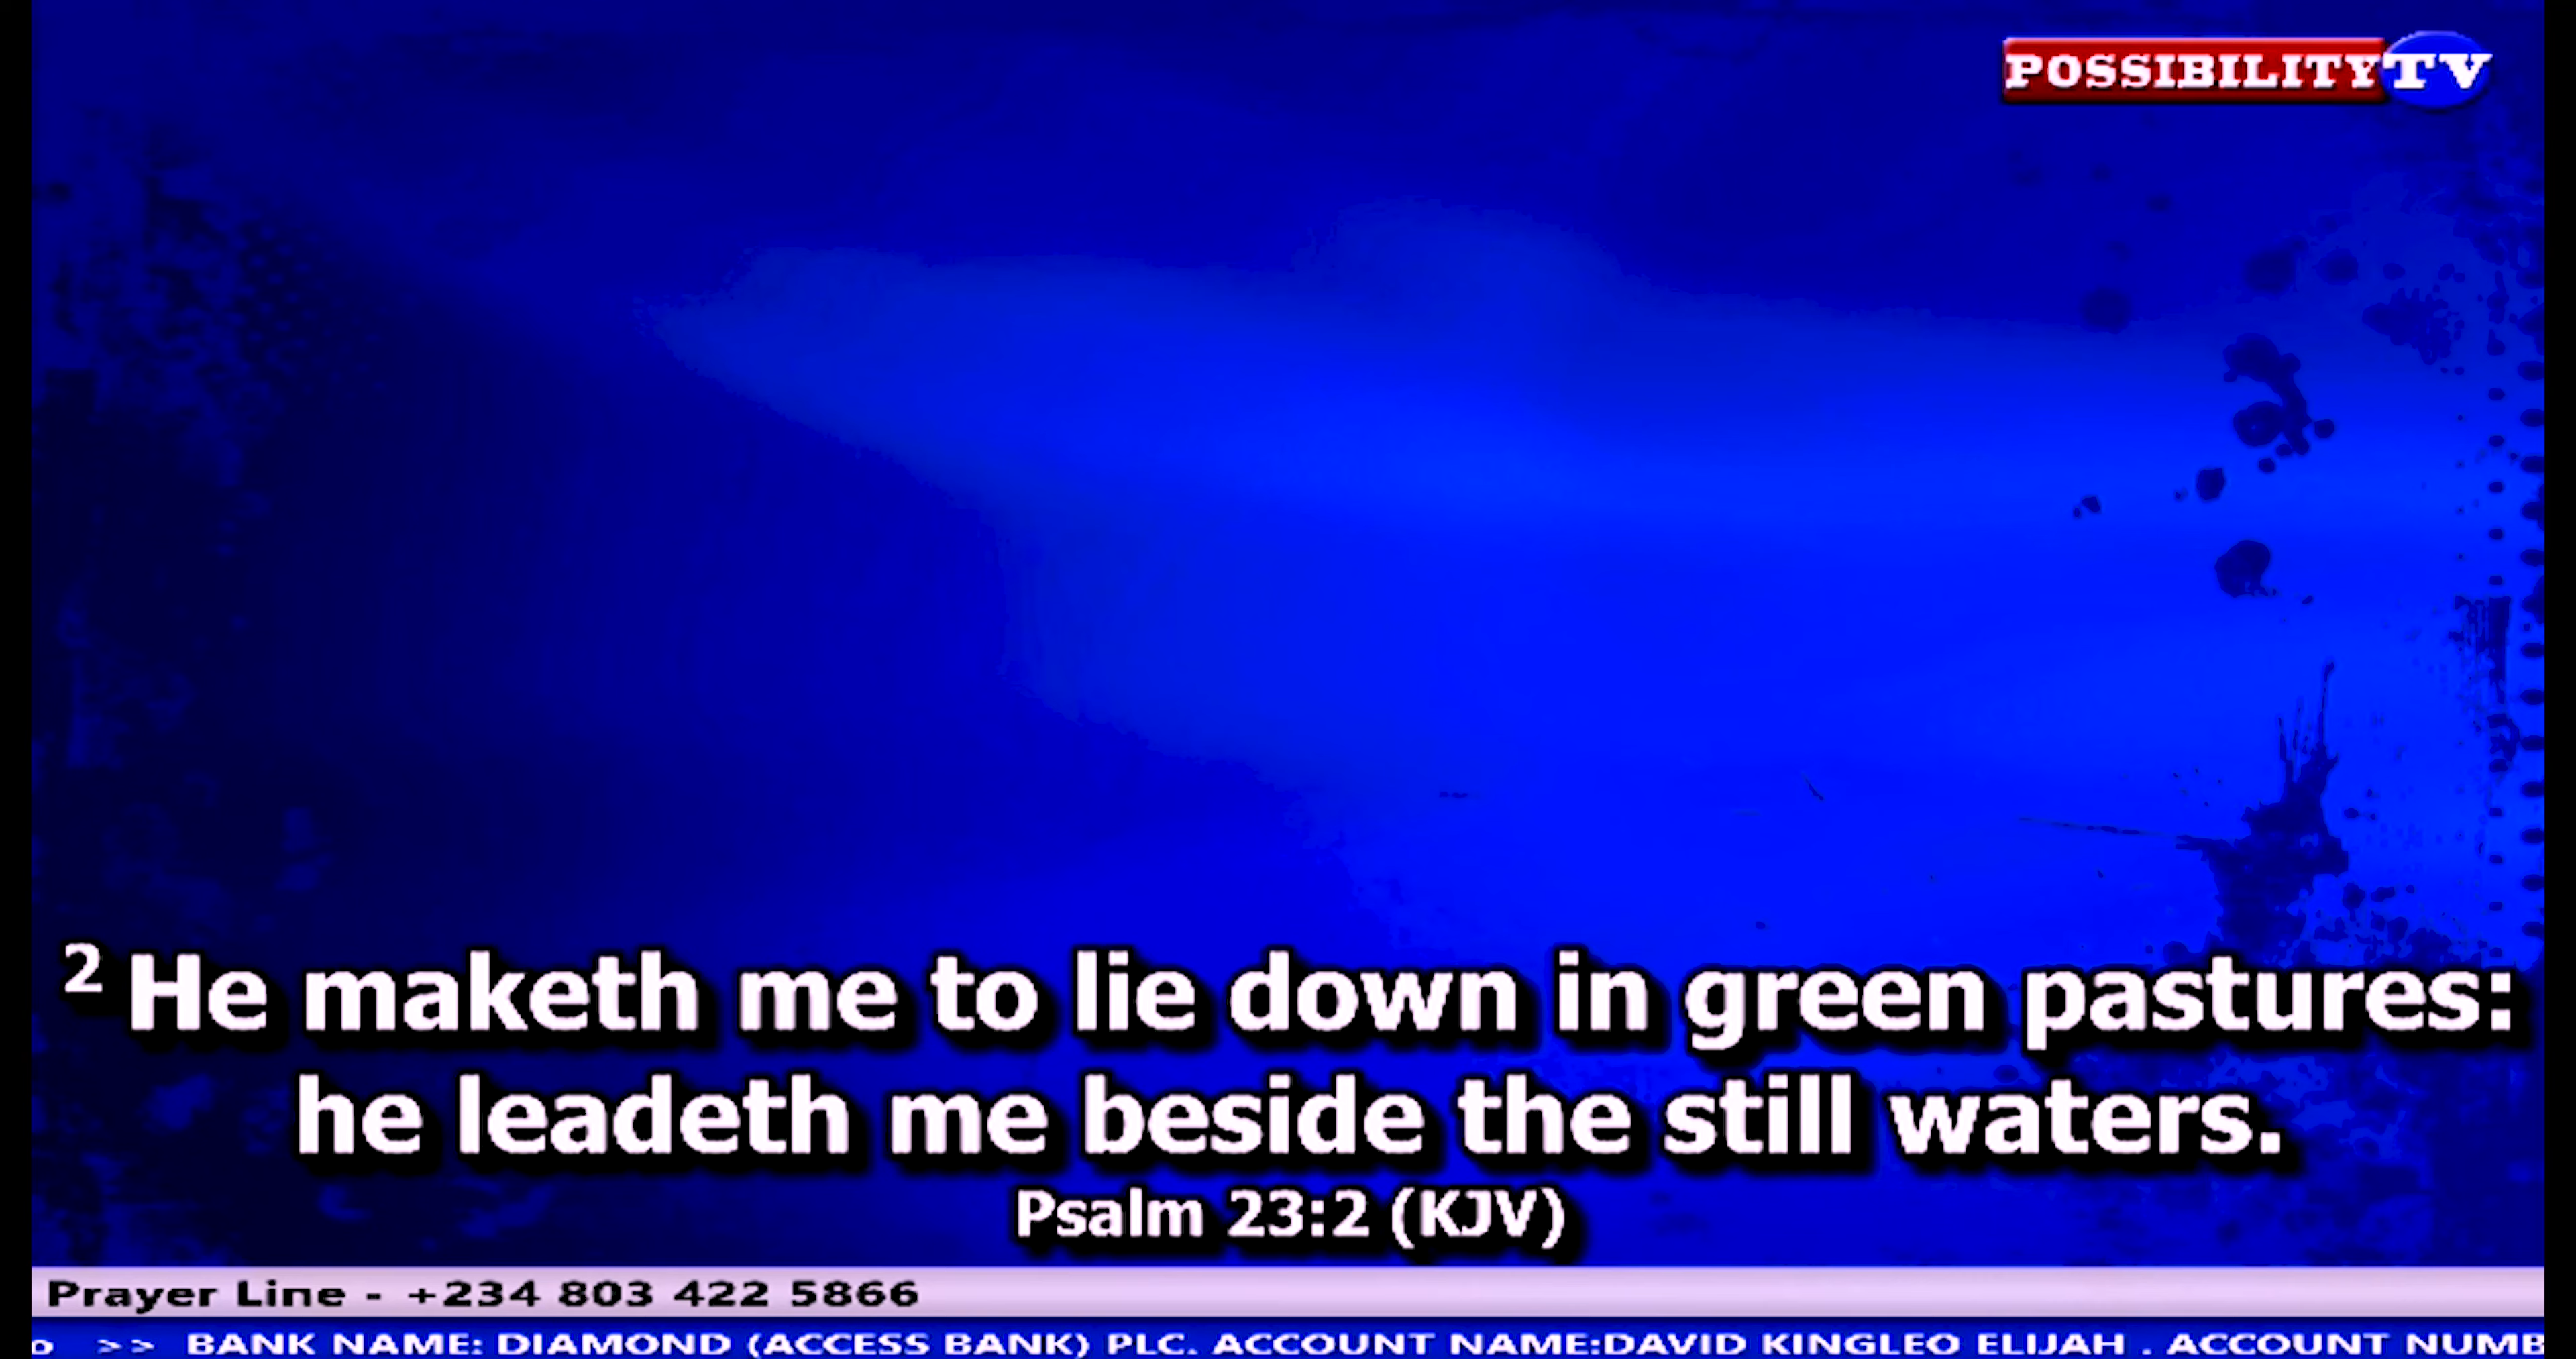 POSSIBILITY TV
2 He maketh me to lie down in green pastures:
he leadeth me beside the still waters.
Psalm 23:2 (KJV)
Prayer Line - +234 803 422 5866
o >> BANK NAME: DIAMOND (ACCESS BANK) PLC. ACCOUNT NAME:DAVID KINGLEO ELIJAH . ACCOUNT NUMB